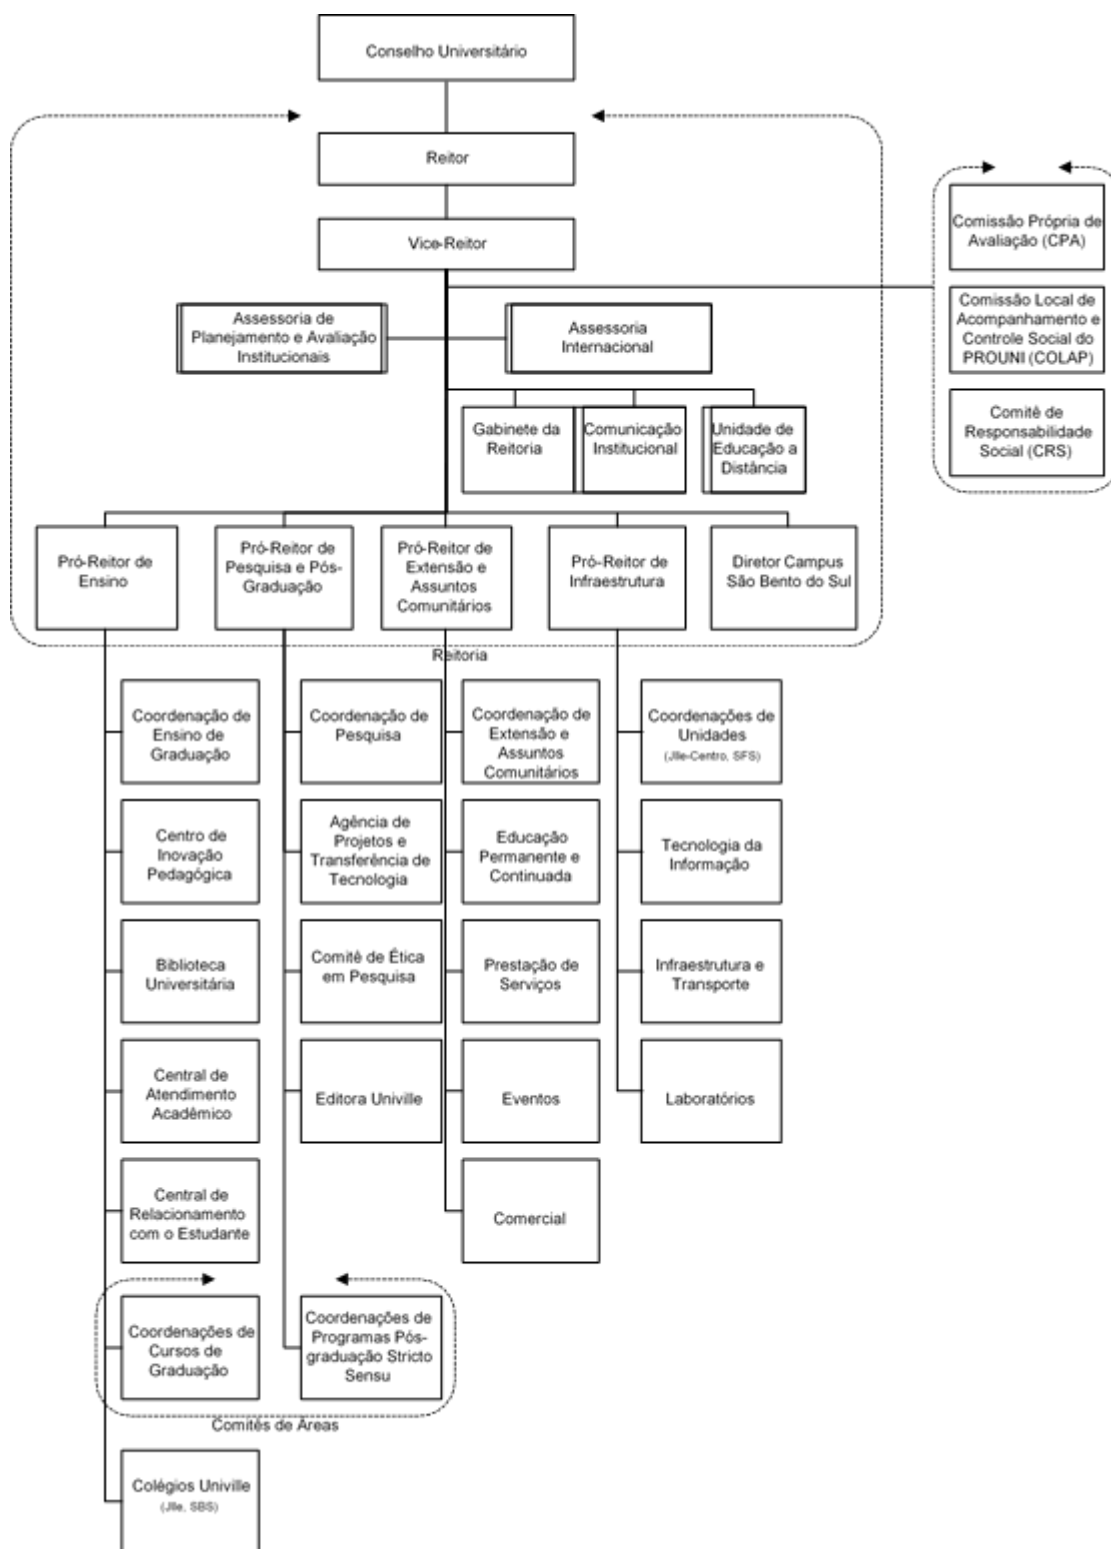 Conselho Universitário
Reitor
Vice-Reitor
Comissão Própria de
Avaliação (CPA)
Comissão Local de
Acompanhamento e
Controle Social do
PROUNI (COLAP)
Comitê de
Responsabilidade
Social (CRS)
Assessoria de
Planejamento e Avaliação
Institucionais
Assessoria
Internacional
Gabinete da
Reitoria
Comunicação
Institucional
Unidade de
Educação a
Distância
Pró-Reitor de
Ensino
Pró-Reitor de
Pesquisa e Pós-
Graduação
Pró-Reitor de
Extensão e
Assuntos
Comunitários
Pró-Reitor de
Infraestrutura
Diretor Campus
São Bento do Sul
Reitoria
Coordenação de
Ensino de
Graduação
Coordenação de
Pesquisa
Coordenação de
Extensão e
Assuntos
Comunitários
Coordenações de
Unidades
(Jlle-Centro, SFS)
Centro de
Inovação
Pedagógica
Agência de
Projetos e
Transferência de
Tecnologia
Educação
Permanente e
Continuada
Tecnologia da
Informação
Biblioteca
Universitária
Comitê de Ética
em Pesquisa
Prestação de
Serviços
Infraestrutura e
Transporte
Central de
Atendimento
Acadêmico
Editora Univille
Eventos
Laboratórios
Central de
Relacionamento
com o Estudante
Comercial
Coordenações de
Cursos de
Graduação
Coordenações de
Programas Pós-
graduação Stricto
Sensu
Comitês de Áreas
Colégios Univille
(Jlle, SBS)